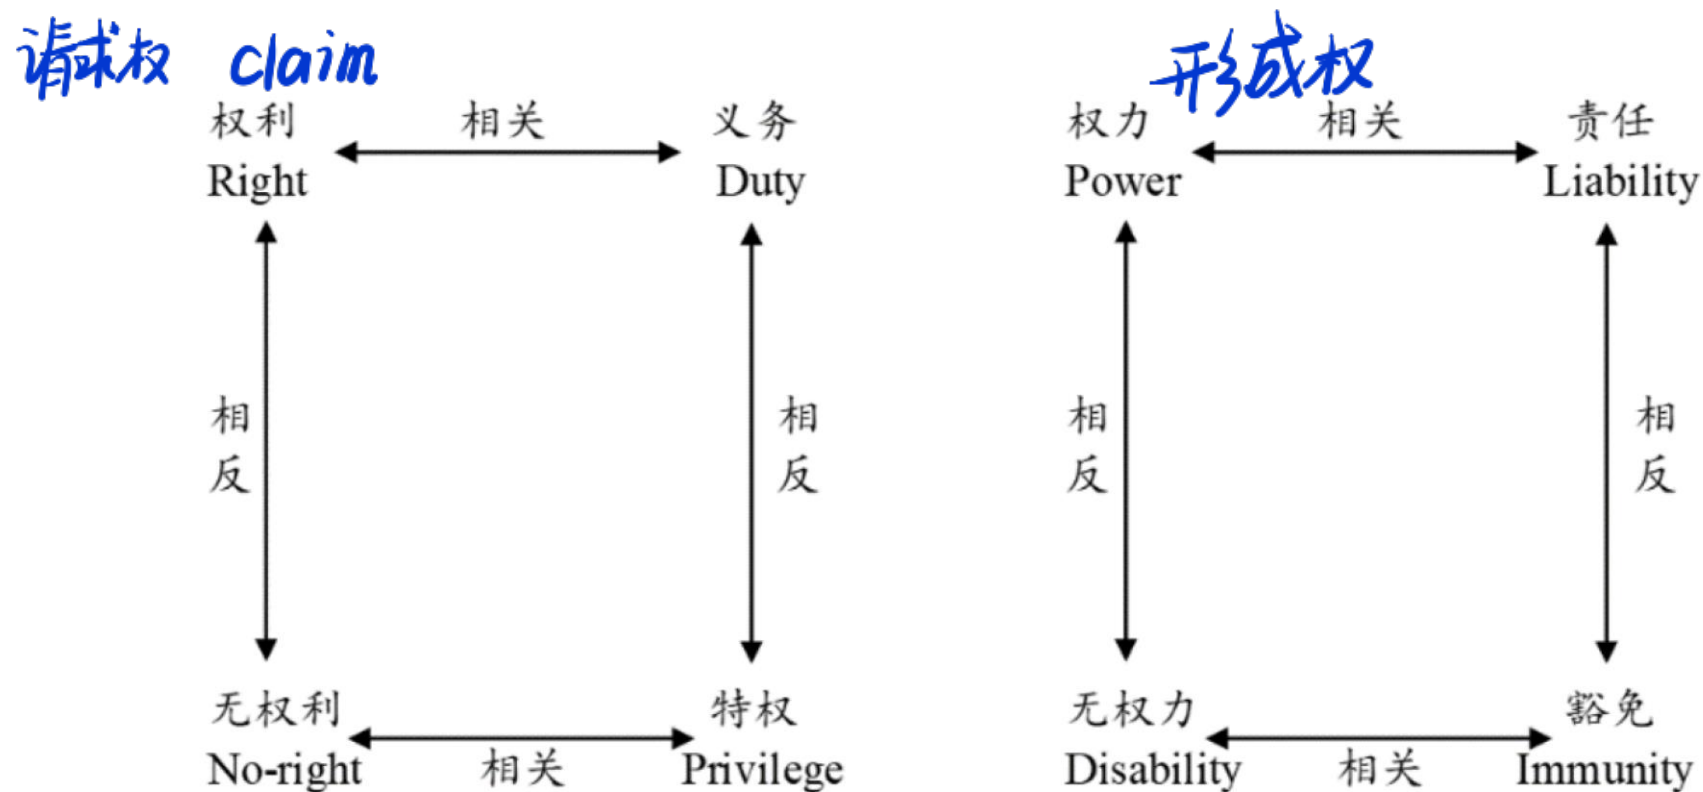 请求权 claim
形成权
权利 相关 义务
Right Duty
权力 相关 责任
Power Liability
相反
相反
相反
相反
无权利 特权
No-right 相关 Privilege
无权力 豁免
Disability 相关 Immunity